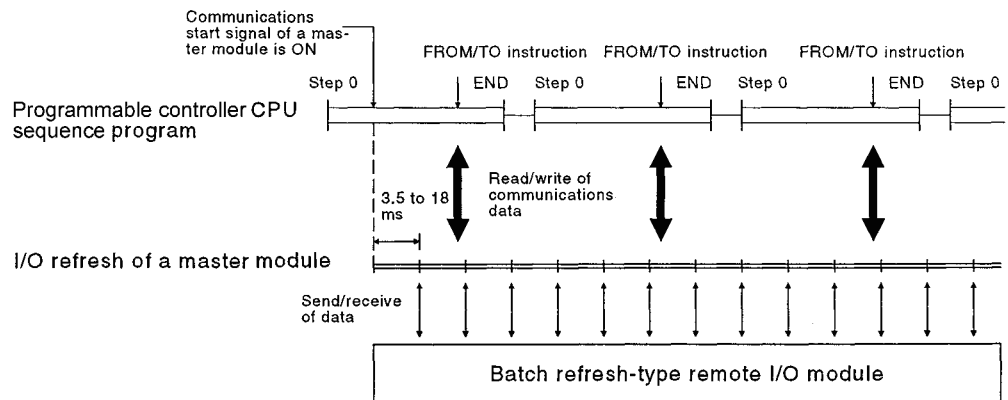 Communications
start signal of a mas-
ter module is ON
FROM/TO instruction
FROM/TO instruction
FROM/TO instruction
Step 0
END
Step 0
END
Step 0
END
Step 0
Programmable controller CPU
sequence program
3.5 to 18
ms
Read/write of
communications
data
I/O refresh of a master module
Send/receive
of data
Batch refresh-type remote I/O module